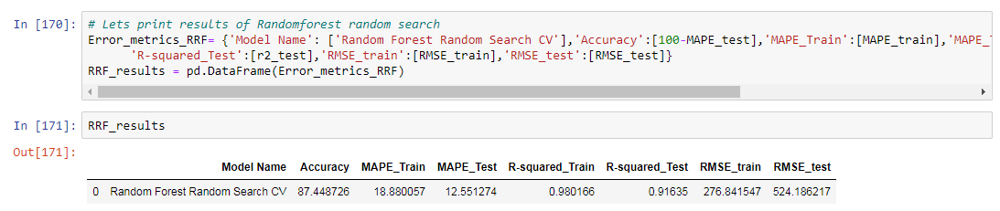 In [170]: # Lets print results of Randomforest random search
Error_metrics_RRF= {'Model Name': ['Random Forest Random Search CV'],'Accuracy':[100-MAPE_test],'MAPE_Train':[MAPE_train],'MAPE_
'R-squared_Test':[r2_test],'RMSE_train':[RMSE_train],'RMSE_test':[RMSE_test]}
RRF_results = pd.DataFrame(Error_metrics_RRF)
In [171]: RRF_results
Out[171]:
Model Name Accuracy MAPE_Train MAPE_Test R-squared_Train R-squared_Test RMSE_train RMSE_test
0 Random Forest Random Search CV 87.448726 18.880057 12.551274 0.980166 0.91635 276.841547 524.186217